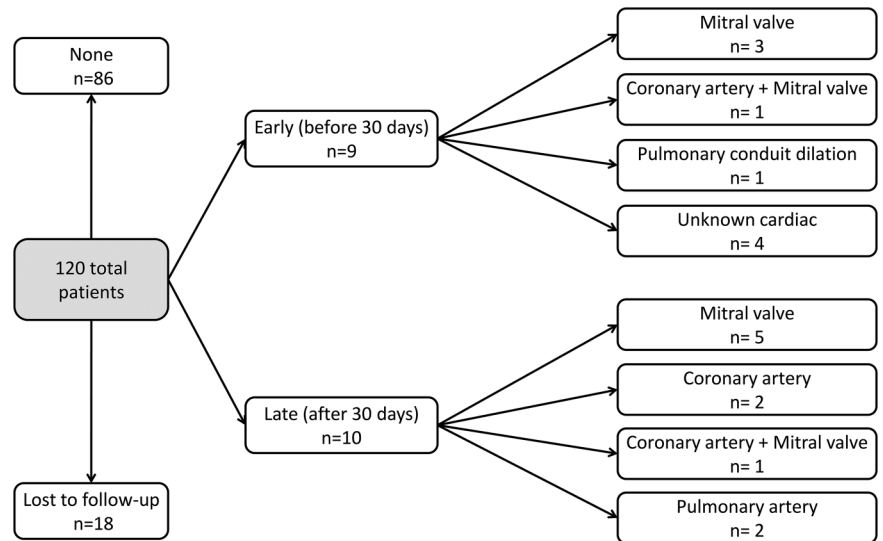 None
n=86
120 total
patients
Lost to follow-up
n=18
Early (before 30 days)
n=9
Late (after 30 days)
n=10
Mitral valve
n= 3
Coronary artery + Mitral valve
n= 1
Pulmonary conduit dilation
n= 1
Unknown cardiac
n= 4
Mitral valve
n= 5
Coronary artery
n= 2
Coronary artery + Mitral valve
n= 1
Pulmonary artery
n= 2